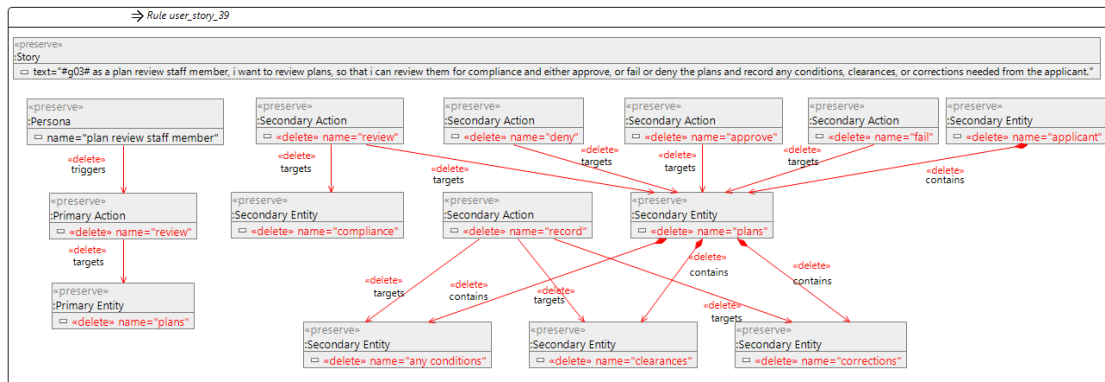 Rule user_story_39
«preserve»
:Story
text="#g03# as a plan review staff member, i want to review plans, so that i can review them for compliance and either approve, or fail or deny the plans and record any conditions, clearances, or corrections needed from the applicant."
«preserve»
:Persona
name="plan review staff member"
«preserve»
:Secondary Action
«delete» name="review"
«preserve»
:Secondary Action
«delete» name="deny"
«preserve»
:Secondary Action
«delete» name="approve"
«preserve»
:Secondary Action
«delete» name="fail"
«preserve»
:Secondary Entity
«delete» name="applicant"
«delete»
triggers
«delete»
targets
«delete»
targets
«delete»
targets
«delete»
targets
«delete»
targets
«delete»
contains
«preserve»
:Primary Action
«delete» name="review"
«preserve»
:Secondary Entity
«delete» name="compliance"
«preserve»
:Secondary Action
«delete» name="record"
«preserve»
:Secondary Entity
«delete» name="plans"
«delete»
targets
«delete»
targets
«delete»
contains
«delete»
targets
«delete»
contains
«delete»
targets
«delete»
contains
«preserve»
:Primary Entity
«delete» name="plans"
«preserve»
:Secondary Entity
«delete» name="any conditions"
«preserve»
:Secondary Entity
«delete» name="clearances"
«preserve»
:Secondary Entity
«delete» name="corrections"